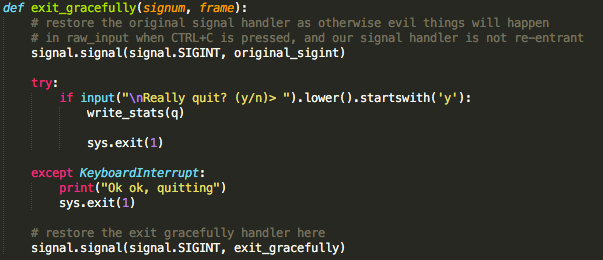 def exit_gracefully(signum, frame):
# restore the original signal handler as otherwise evil things will happen
# in raw_input when CTRL+C is pressed, and our signal handler is not re-entrant
signal.signal(signal.SIGINT, original_sigint)
try:
if input("\nReally quit? (y/n)> ").lower().startswith('y'):
write_stats(q)
sys.exit(1)
except KeyboardInterrupt:
print("Ok ok, quitting")
sys.exit(1)
# restore the exit gracefully handler here
signal.signal(signal.SIGINT, exit_gracefully)